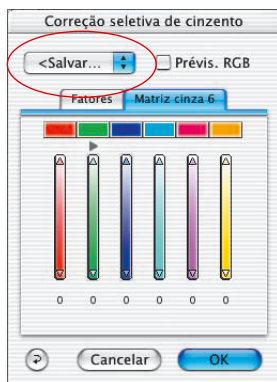 Correção seletiva de cinzento
<Salvar... Prévis. RGB
Fatores Matriz cinza 6
0 0 0 0 0 0
Cancelar OK